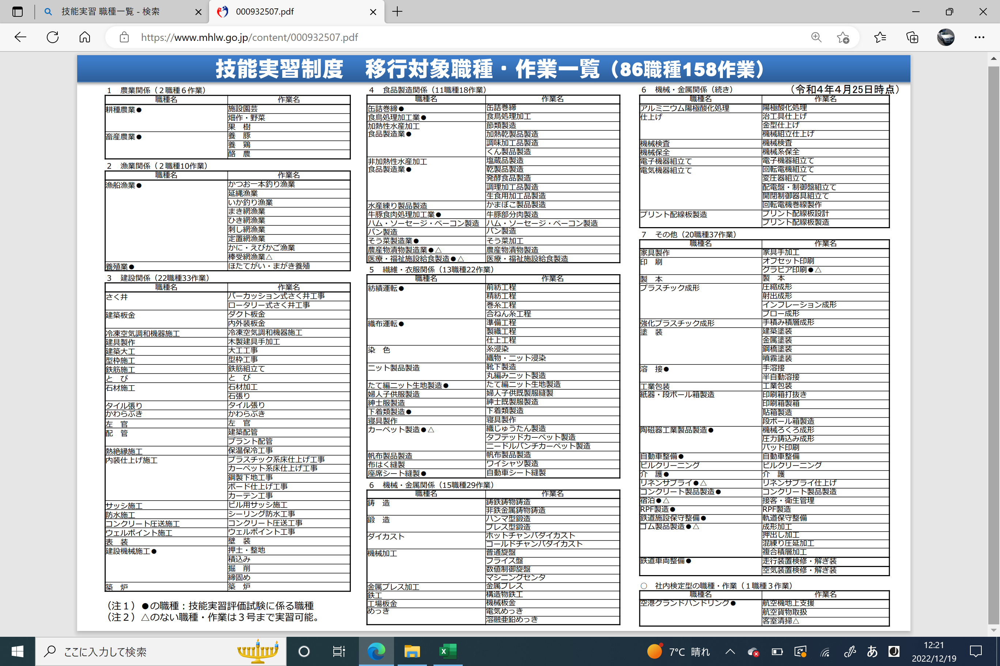 技能実習 職種一覧 - 検索
000932507.pdf
https://www.mhlw.go.jp/content/000932507.pdf
技能実習制度 移行対象職種・作業一覧（86職種158作業）
（令和４年４月25日時点）
1 農業関係（２職種６作業）
職種名 作業名
耕種農業● 施設園芸
畑作・野菜
果 樹
畜産農業● 養 豚
養 鶏
酪 農
2 漁業関係（２職種10作業）
職種名 作業名
漁船漁業● かつお一本釣り漁業
延縄漁業
いか釣り漁業
まき網漁業
ひき網漁業
刺し網漁業
定置網漁業
かに・えびかご漁業
棒受網漁業△
養殖業● ほたてがい・まがき養殖
3 建設関係（22職種33作業）
職種名 作業名
さく井 パーカッション式さく井工事
ロータリー式さく井工事
建築板金 ダクト板金
内外装板金
冷凍空気調和機器施工 冷凍空気調和機器施工
建具製作 木製建具手加工
建築大工 大工工事
型枠施工 型枠工事
鉄筋施工 鉄筋組立て
と び と び
石材施工 石材加工
石張り
タイル張り タイル張り
かわらぶき かわらぶき
左 官 左 官
配 管 建築配管
プラント配管
熱絶縁施工 保温保冷工事
内装仕上げ施工 プラスチック系床仕上げ工事
カーペット系床仕上げ工事
鋼製下地工事
ボード仕上げ工事
カーテン工事
サッシ施工 ビル用サッシ施工
防水施工 シーリング防水工事
コンクリート圧送施工 コンクリート圧送工事
ウェルポイント施工 ウェルポイント工事
表 装 壁 装
建設機械施工● 押土・整地
積込み
掘 削
締固め
築 炉 築 炉
（注１）●の職種：技能実習評価試験に係る職種
（注２）△のない職種・作業は３号まで実習可能。
4 食品製造関係（11職種18作業）
職種名 作業名
缶詰巻締● 缶詰巻締
食鳥処理加工業● 食鳥処理加工
加熱性水産加工
食品製造業● 節類製造
加熱乾製品製造
調味加工品製造
くん製品製造
非加熱性水産加工
食品製造業● 塩蔵品製造
乾製品製造
発酵食品製造
調理加工品製造
生食用加工品製造
水産練り製品製造 かまぼこ製品製造
牛豚食肉処理加工業● 牛豚部分肉製造
ハム・ソーセージ・ベーコン製造 ハム・ソーセージ・ベーコン製造
パン製造 パン製造
そう菜製造業● そう菜加工
農産物漬物製造業●△ 農産物漬物製造
医療・福祉施設給食製造●△ 医療・福祉施設給食製造
5 繊維・衣服関係（13職種22作業）
職種名 作業名
紡績運転● 前紡工程
精紡工程
巻糸工程
合ねん糸工程
織布運転● 準備工程
製織工程
仕上工程
染 色 糸浸染
織物・ニット浸染
ニット製品製造 靴下製造
丸編みニット製造
たて編ニット生地製造● たて編ニット生地製造
婦人子供服製造 婦人子供既製服縫製
紳士服製造 紳士既製服製造
下着類製造● 下着類製造
寝具製作 寝具製作
カーペット製造●△ 織じゅうたん製造
タフテッドカーペット製造
ニードルパンチカーペット製造
帆布製品製造 帆布製品製造
布はく縫製 ワイシャツ製造
座席シート縫製● 自動車シート縫製
6 機械・金属関係（15職種29作業）
職種名 作業名
鋳 造 鋳鉄鋳物鋳造
非鉄金属鋳物鋳造
鍛 造 ハンマ型鍛造
プレス型鍛造
ダイカスト ホットチャンバダイカスト
コールドチャンバダイカスト
機械加工 普通旋盤
フライス盤
数値制御旋盤
マシニングセンタ
金属プレス加工 金属プレス
鉄工 構造物鉄工
工場板金 機械板金
めっき 電気めっき
溶融亜鉛めっき
6 機械・金属関係（続き）
職種名 作業名
アルミニウム陽極酸化処理 陽極酸化処理
仕上げ 治工具仕上げ
金型仕上げ
機械組立仕上げ
機械検査 機械検査
機械保全 機械系保全
電子機器組立て 電子機器組立て
電気機器組立て 回転電機組立て
変圧器組立て
配電盤・制御盤組立て
開閉制御器具組立て
回転電機巻線製作
プリント配線板製造 プリント配線板設計
プリント配線板製造
7 その他（20職種37作業）
職種名 作業名
家具製作 家具手加工
印 刷 オフセット印刷
グラビア印刷●△
製 本 製 本
プラスチック成形 圧縮成形
射出成形
インフレーション成形
ブロー成形
強化プラスチック成形 手積み積層成形
塗 装 建築塗装
金属塗装
鋼橋塗装
噴霧塗装
溶 接● 手溶接
半自動溶接
工業包装 工業包装
紙器・段ボール箱製造 印刷箱打抜き
印刷箱製箱
貼箱製造
段ボール箱製造
陶磁器工業製品製造● 機械ろくろ成形
圧力鋳込み成形
パッド印刷
自動車整備● 自動車整備
ビルクリーニング ビルクリーニング
介 護● 介 護
リネンサプライ●△ リネンサプライ仕上げ
コンクリート製品製造● コンクリート製品製造
宿泊●△ 接客・衛生管理
RPF製造● RPF製造
鉄道施設保守整備● 軌道保守整備
ゴム製品製造●△ 成形加工
押出し加工
混練り圧延加工
複合積層加工
鉄道車両整備● 走行装置検修・解ぎ装
空気装置検修・解ぎ装
○ 社内検定型の職種・作業（１職種３作業）
職種名 作業名
空港グランドハンドリング● 航空機地上支援
航空貨物取扱
客室清掃△
ここに入力して検索
7°C 晴れ
あ
12:21
2022/12/19